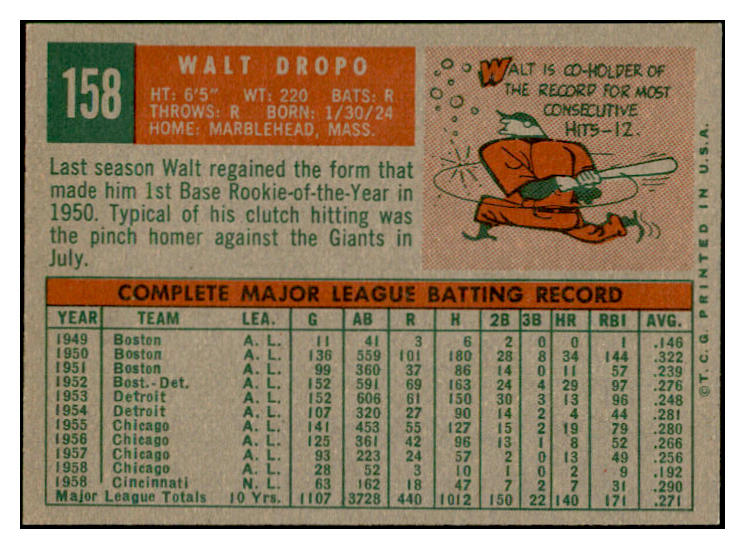 158
WALT DROPO
HT: 6'5" WT: 220 BATS: R
THROWS: R BORN: 1/30/24
HOME: MARBLEHEAD, MASS.
WALT IS CO-HOLDER OF
THE RECORD FOR MOST
CONSECUTIVE
HITS-12.
Last season Walt regained the form that
made him 1st Base Rookie-of-the-Year in
1950. Typical of his clutch hitting was
the pinch homer against the Giants in
July.
COMPLETE MAJOR LEAGUE BATTING RECORD
YEAR TEAM LEA. G AB R H 2B 3B HR RBI AVG.
1949 Boston A. L. 11 41 3 6 2 0 0 1 .146
1950 Boston A. L. 136 559 101 180 28 8 34 144 .322
1951 Boston A. L. 99 360 37 86 14 0 11 57 .239
1952 Bost.-Det. A. L. 152 591 69 163 24 4 29 97 .276
1953 Detroit A. L. 152 606 61 150 30 3 13 96 .248
1954 Detroit A. L. 107 320 27 90 14 2 4 44 .281
1955 Chicago A. L. 141 453 55 127 15 2 19 79 .280
1956 Chicago A. L. 125 361 42 96 13 1 8 52 .266
1957 Chicago A. L. 93 223 24 57 2 0 13 49 .256
1958 Chicago A. L. 28 52 3 10 1 0 2 9 .192
1958 Cincinnati N. L. 63 162 18 47 7 2 7 31 .290
Major League Totals 10 Yrs. 1107 3728 440 1012 150 22 140 171 .271
© T. C. G. PRINTED IN U.S.A.